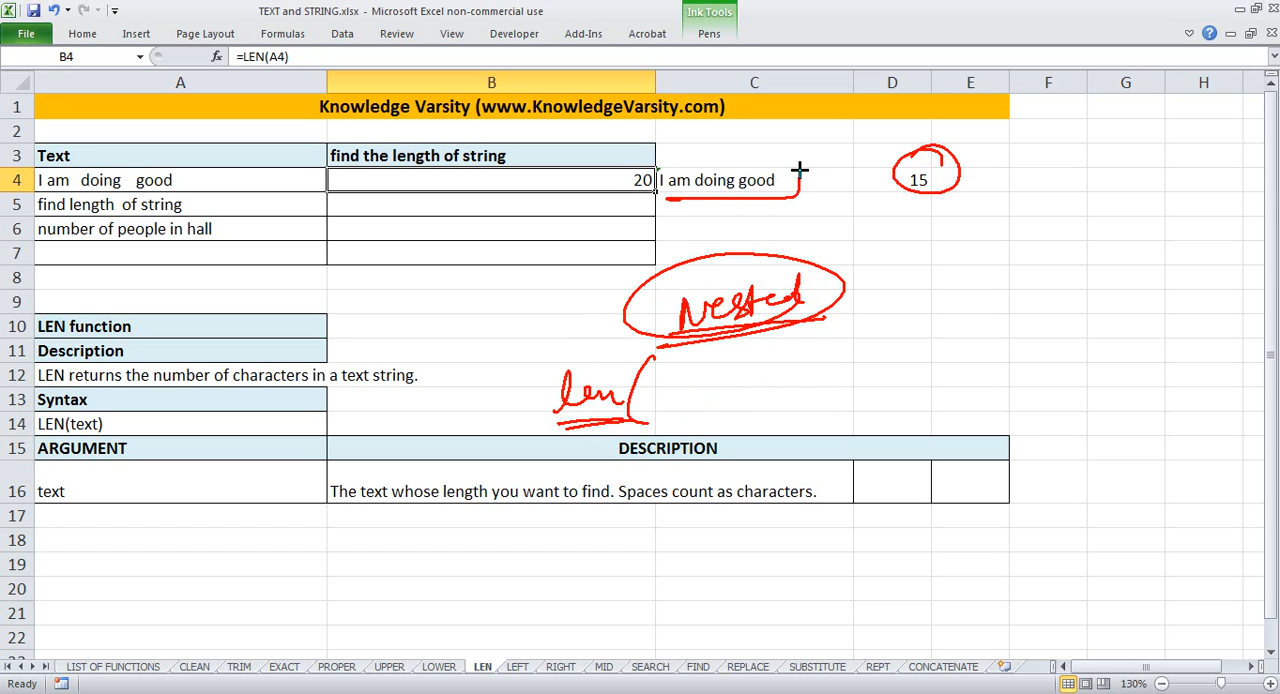 TEXT and STRING.xlsx - Microsoft Excel non-commercial use
Ink Tools
File Home Insert Page Layout Formulas Data Review View Developer Add-Ins Acrobat Pens
B4 fx =LEN(A4)
A B C D E F G H
1 Knowledge Varsity (www.KnowledgeVarsity.com)
2
3 Text find the length of string
4 I am   doing   good 20 I am doing good 15
5 find length  of string
6 number of people in hall
7
8
9 Nested
10 LEN function
11 Description
12 LEN returns the number of characters in a text string.
13 Syntax len(
14 LEN(text)
15 ARGUMENT DESCRIPTION
16 text The text whose length you want to find. Spaces count as characters.
17
18
19
20
21
22
LIST OF FUNCTIONS CLEAN TRIM EXACT PROPER UPPER LOWER LEN LEFT RIGHT MID SEARCH FIND REPLACE SUBSTITUTE REPT CONCATENATE
Ready 130%